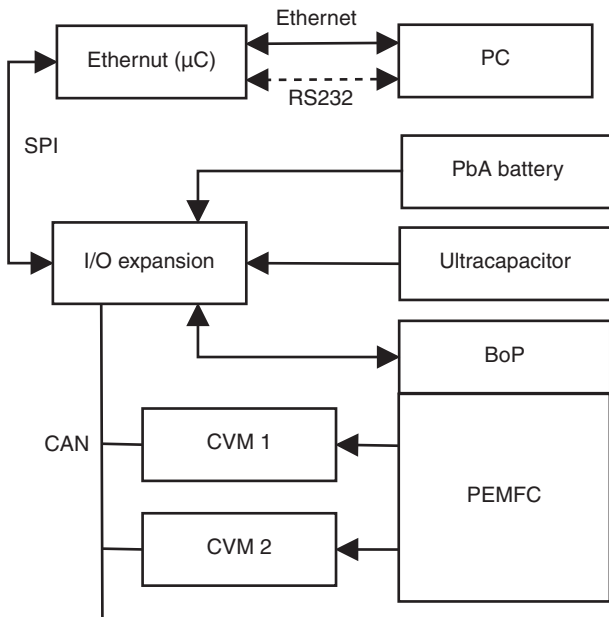 Ethernet
Ethernut (µC)
PC
RS232
SPI
PbA battery
I/O expansion
Ultracapacitor
BoP
CAN
CVM 1
PEMFC
CVM 2